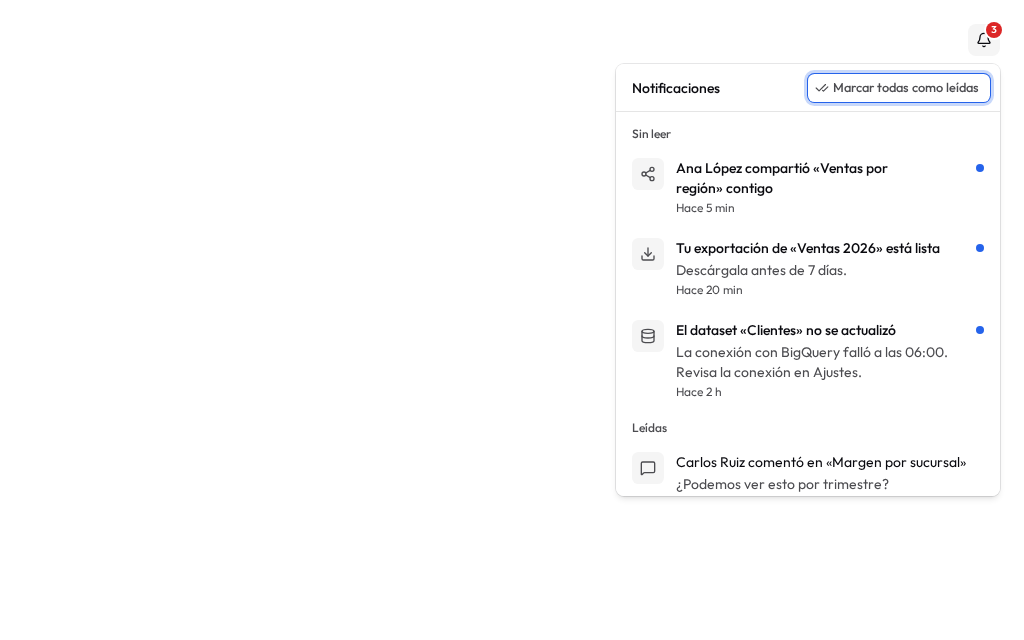 3
Notificaciones
Marcar todas como leídas
Sin leer
Ana López compartió «Ventas por
región» contigo
Hace 5 min
Tu exportación de «Ventas 2026» está lista
Descárgala antes de 7 días.
Hace 20 min
El dataset «Clientes» no se actualizó
La conexión con BigQuery falló a las 06:00.
Revisa la conexión en Ajustes.
Hace 2 h
Leídas
Carlos Ruiz comentó en «Margen por sucursal»
¿Podemos ver esto por trimestre?